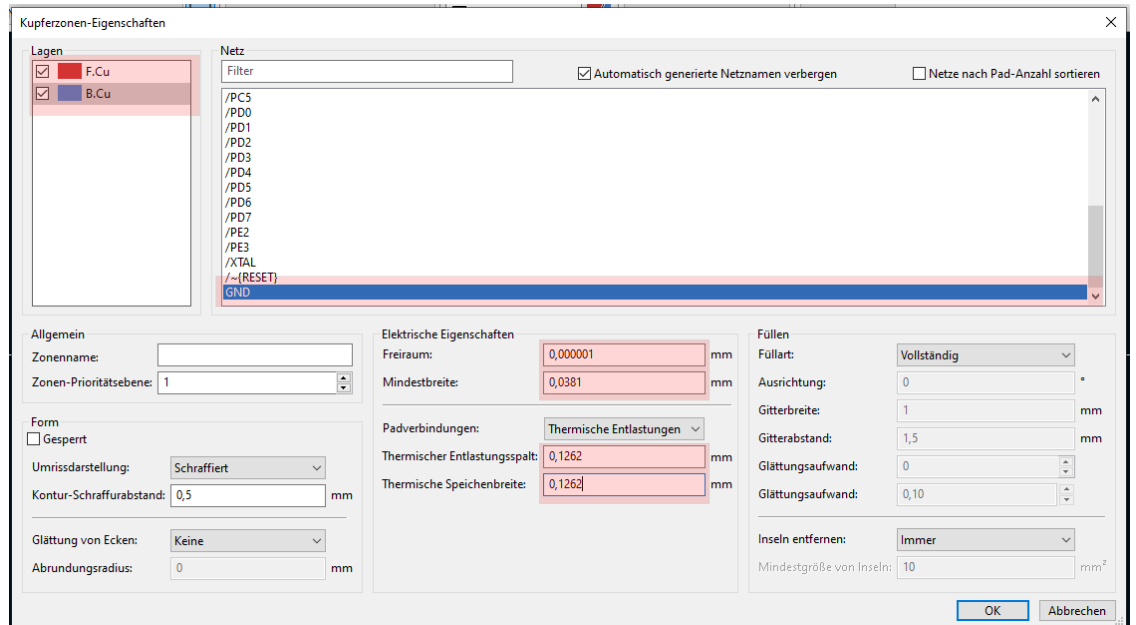 Kupferzonen-Eigenschaften
Lagen
F.Cu
B.Cu
Netz
Filter
Automatisch generierte Netznamen verbergen
Netze nach Pad-Anzahl sortieren
/PC5
/PD0
/PD1
/PD2
/PD3
/PD4
/PD5
/PD6
/PD7
/PE2
/PE3
/XTAL
/~{RESET}
GND
Allgemein
Zonenname:
Zonen-Prioritätsebene: 1
Form
Gesperrt
Umrissdarstellung: Schraffiert
Kontur-Schraffurabstand: 0,5 mm
Glättung von Ecken: Keine
Abrundungsradius: 0 mm
Elektrische Eigenschaften
Freiraum: 0,000001 mm
Mindestbreite: 0,0381 mm
Padverbindungen: Thermische Entlastungen
Thermischer Entlastungsspalt: 0,1262 mm
Thermische Speichenbreite: 0,1262 mm
Füllen
Füllart: Vollständig
Ausrichtung: 0 °
Gitterbreite: 1 mm
Gitterabstand: 1,5 mm
Glättungsaufwand: 0
Glättungsaufwand: 0,10
Inseln entfernen: Immer
Mindestgröße von Inseln: 10 mm²
OK Abbrechen